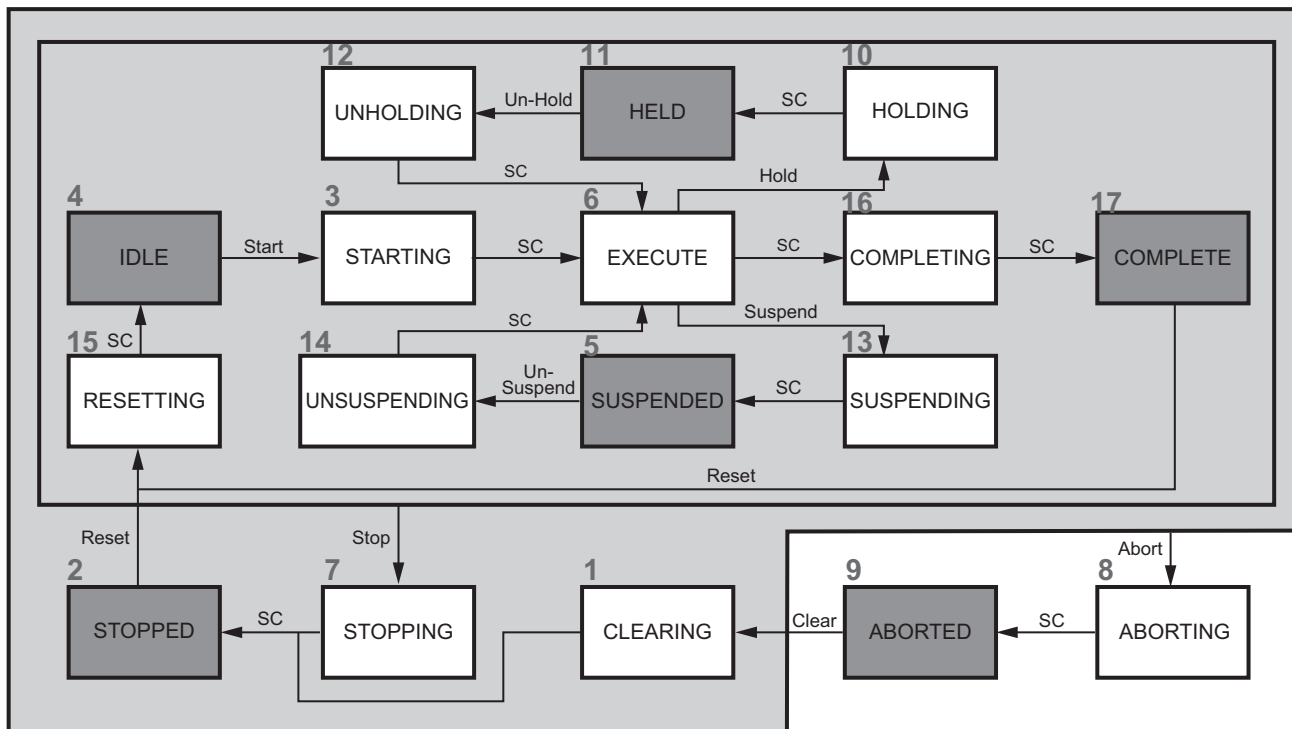 12
11
10
UNHOLDING
Un-Hold
HELD
SC
HOLDING
SC
Hold
4
3
6
16
17
IDLE
Start
STARTING
SC
EXECUTE
SC
COMPLETING
SC
COMPLETE
SC
Suspend
15
SC
14
5
13
RESETTING
UNSUSPENDING
Un-
Suspend
SUSPENDED
SC
SUSPENDING
Reset
Reset
Stop
Abort
2
7
1
9
8
STOPPED
SC
STOPPING
CLEARING
Clear
ABORTED
SC
ABORTING